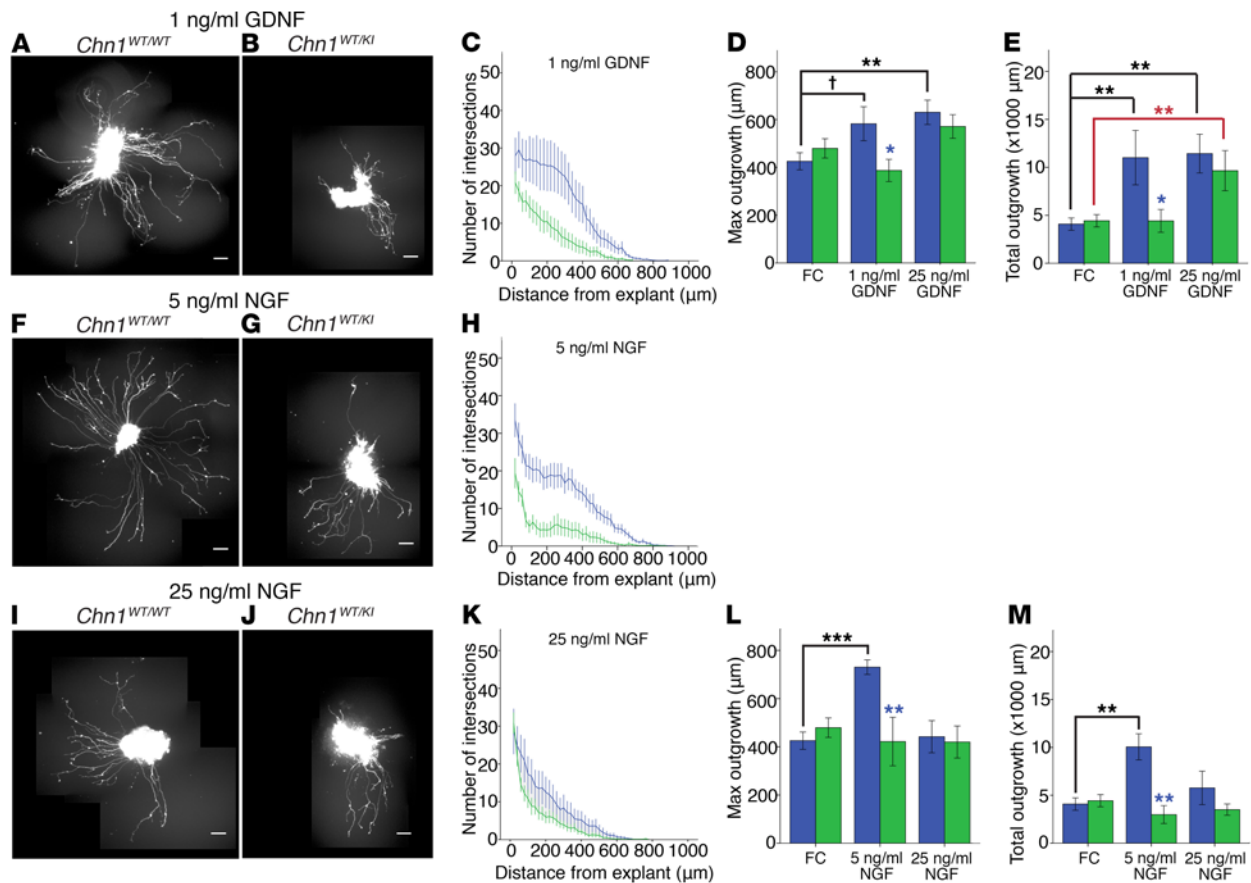 1 ng/ml GDNF
A Chn1WT/WT
B Chn1WT/KI
C
1 ng/ml GDNF
Number of intersections
50
40
30
20
10
0
0 200 400 600 800 1000
Distance from explant (μm)
D
Max outgrowth (μm)
800
600
400
200
0
**
†
*
FC
1 ng/ml
GDNF
25 ng/ml
GDNF
E
Total outgrowth (x1000 μm)
20
15
10
5
0
**
**
**
*
FC
1 ng/ml
GDNF
25 ng/ml
GDNF
5 ng/ml NGF
F Chn1WT/WT
G Chn1WT/KI
H
5 ng/ml NGF
Number of intersections
50
40
30
20
10
0
0 200 400 600 800 1000
Distance from explant (μm)
25 ng/ml NGF
I Chn1WT/WT
J Chn1WT/KI
K
25 ng/ml NGF
Number of intersections
50
40
30
20
10
0
0 200 400 600 800 1000
Distance from explant (μm)
L
Max outgrowth (μm)
800
600
400
200
0
***
**
FC
5 ng/ml
NGF
25 ng/ml
NGF
M
Total outgrowth (x1000 μm)
20
15
10
5
0
**
**
FC
5 ng/ml
NGF
25 ng/ml
NGF